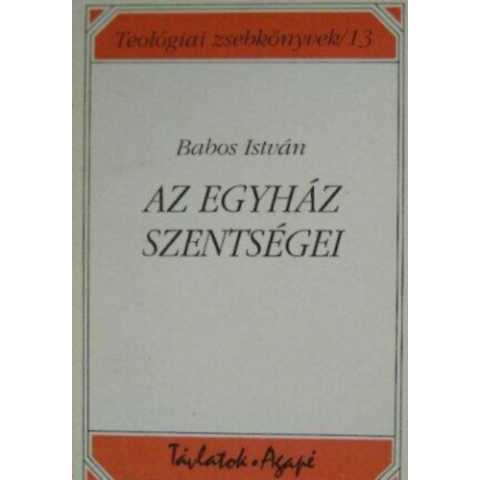 Teológiai zsebkönyvek/13
Babos István
AZ EGYHÁZ
SZENTSÉGEI
Távlatok • Agapé